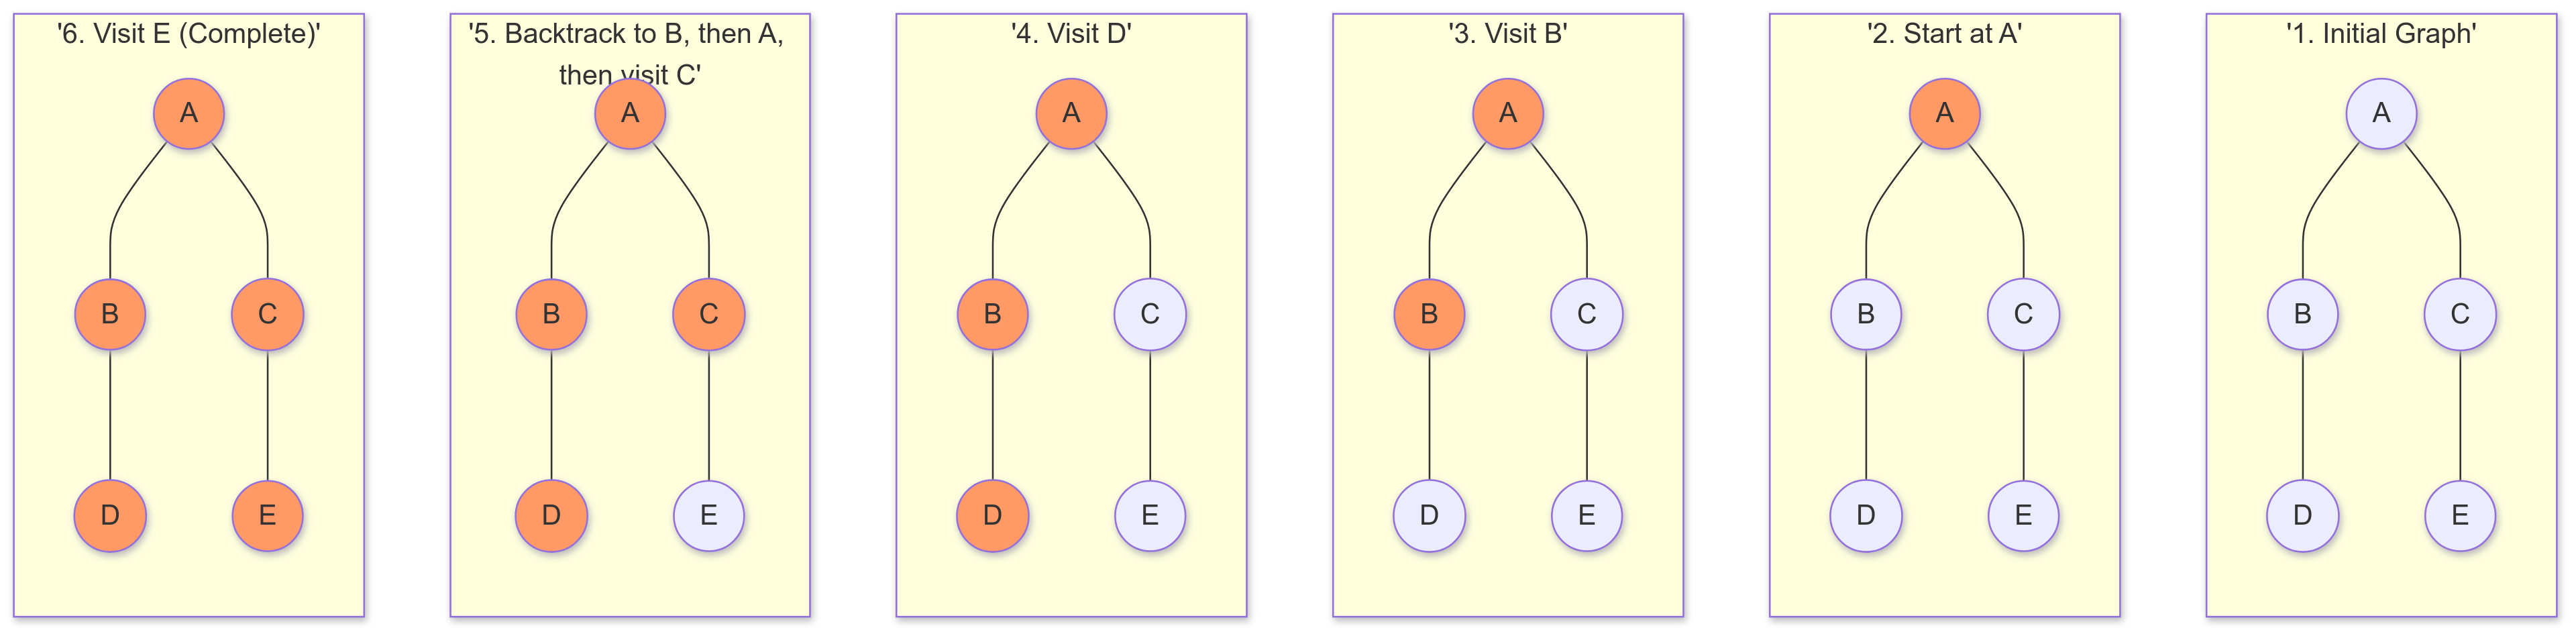 '6. Visit E (Complete)'
A
B
C
D
E
'5. Backtrack to B, then A,
then visit C'
A
B
C
D
E
'4. Visit D'
A
B
C
D
E
'3. Visit B'
A
B
C
D
E
'2. Start at A'
A
B
C
D
E
'1. Initial Graph'
A
B
C
D
E